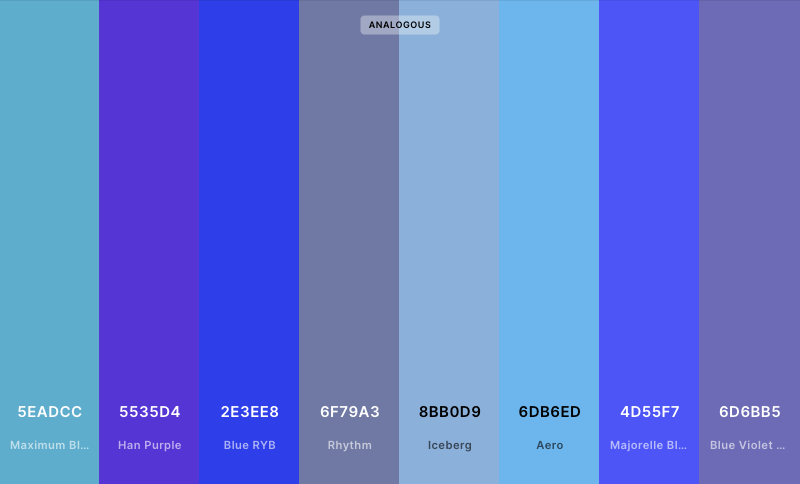 ANALOGOUS
5EADCC 5535D4 2E3EE8 6F79A3 8BB0D9 6DB6ED 4D55F7 6D6BB5
Maximum Bl... Han Purple Blue RYB Rhythm Iceberg Aero Majorelle Bl... Blue Violet ...